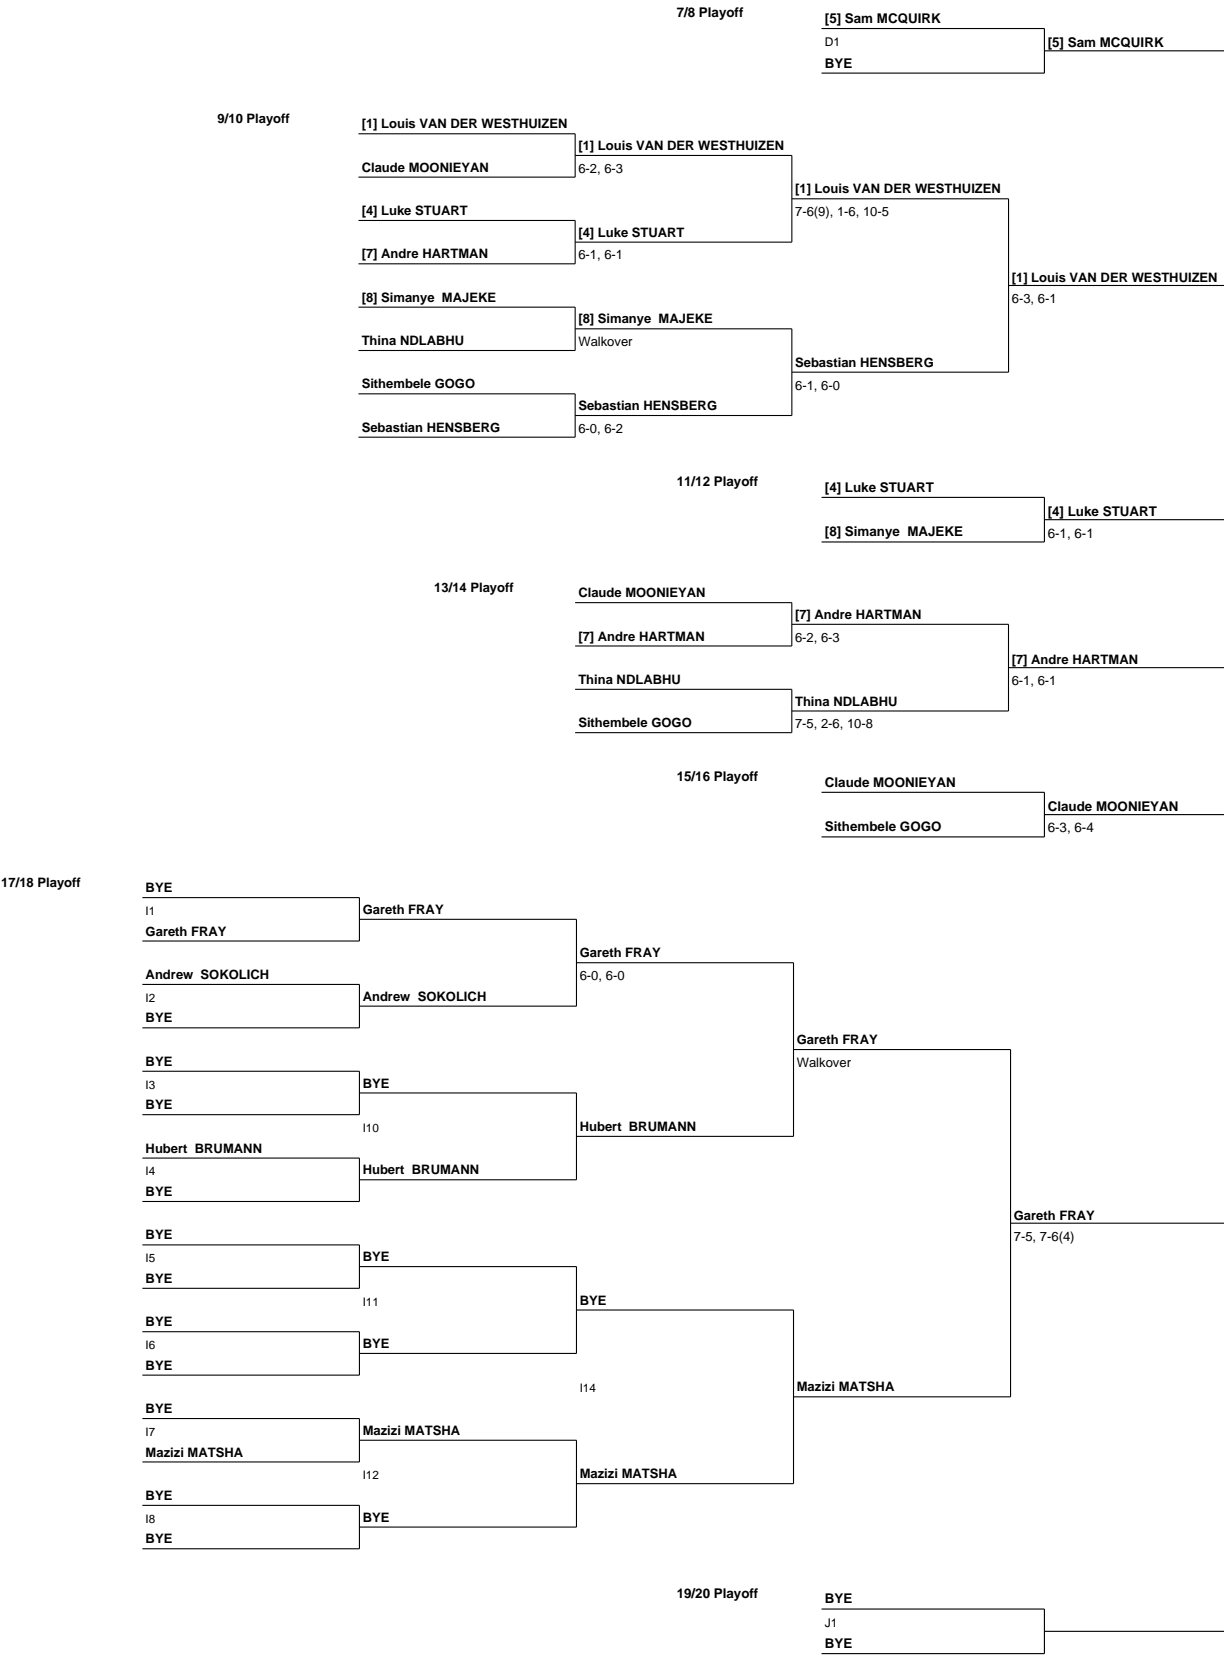 7/8 Playoff
[5] Sam MCQUIRK
D1
[5] Sam MCQUIRK
BYE
9/10 Playoff
[1] Louis VAN DER WESTHUIZEN
[1] Louis VAN DER WESTHUIZEN
Claude MOONIEYAN
6-2, 6-3
[1] Louis VAN DER WESTHUIZEN
[4] Luke STUART
7-6(9), 1-6, 10-5
[4] Luke STUART
[7] Andre HARTMAN
6-1, 6-1
[1] Louis VAN DER WESTHUIZEN
[8] Simanye MAJEKE
6-3, 6-1
[8] Simanye MAJEKE
Thina NDLABHU
Walkover
Sebastian HENSBERG
Sithembele GOGO
6-1, 6-0
Sebastian HENSBERG
Sebastian HENSBERG
6-0, 6-2
11/12 Playoff
[4] Luke STUART
[4] Luke STUART
[8] Simanye MAJEKE
6-1, 6-1
13/14 Playoff
Claude MOONIEYAN
[7] Andre HARTMAN
[7] Andre HARTMAN
6-2, 6-3
[7] Andre HARTMAN
Thina NDLABHU
6-1, 6-1
Thina NDLABHU
Sithembele GOGO
7-5, 2-6, 10-8
15/16 Playoff
Claude MOONIEYAN
Claude MOONIEYAN
Sithembele GOGO
6-3, 6-4
17/18 Playoff
BYE
I1
Gareth FRAY
Gareth FRAY
Gareth FRAY
Andrew SOKOLICH
6-0, 6-0
I2
Andrew SOKOLICH
BYE
Gareth FRAY
BYE
Walkover
I3
BYE
BYE
I10
Hubert BRUMANN
Hubert BRUMANN
I4
Hubert BRUMANN
BYE
Gareth FRAY
BYE
7-5, 7-6(4)
I5
BYE
BYE
I11
BYE
BYE
I6
BYE
BYE
I14
Mazizi MATSHA
BYE
I7
Mazizi MATSHA
Mazizi MATSHA
I12
Mazizi MATSHA
BYE
I8
BYE
BYE
19/20 Playoff
BYE
J1
BYE